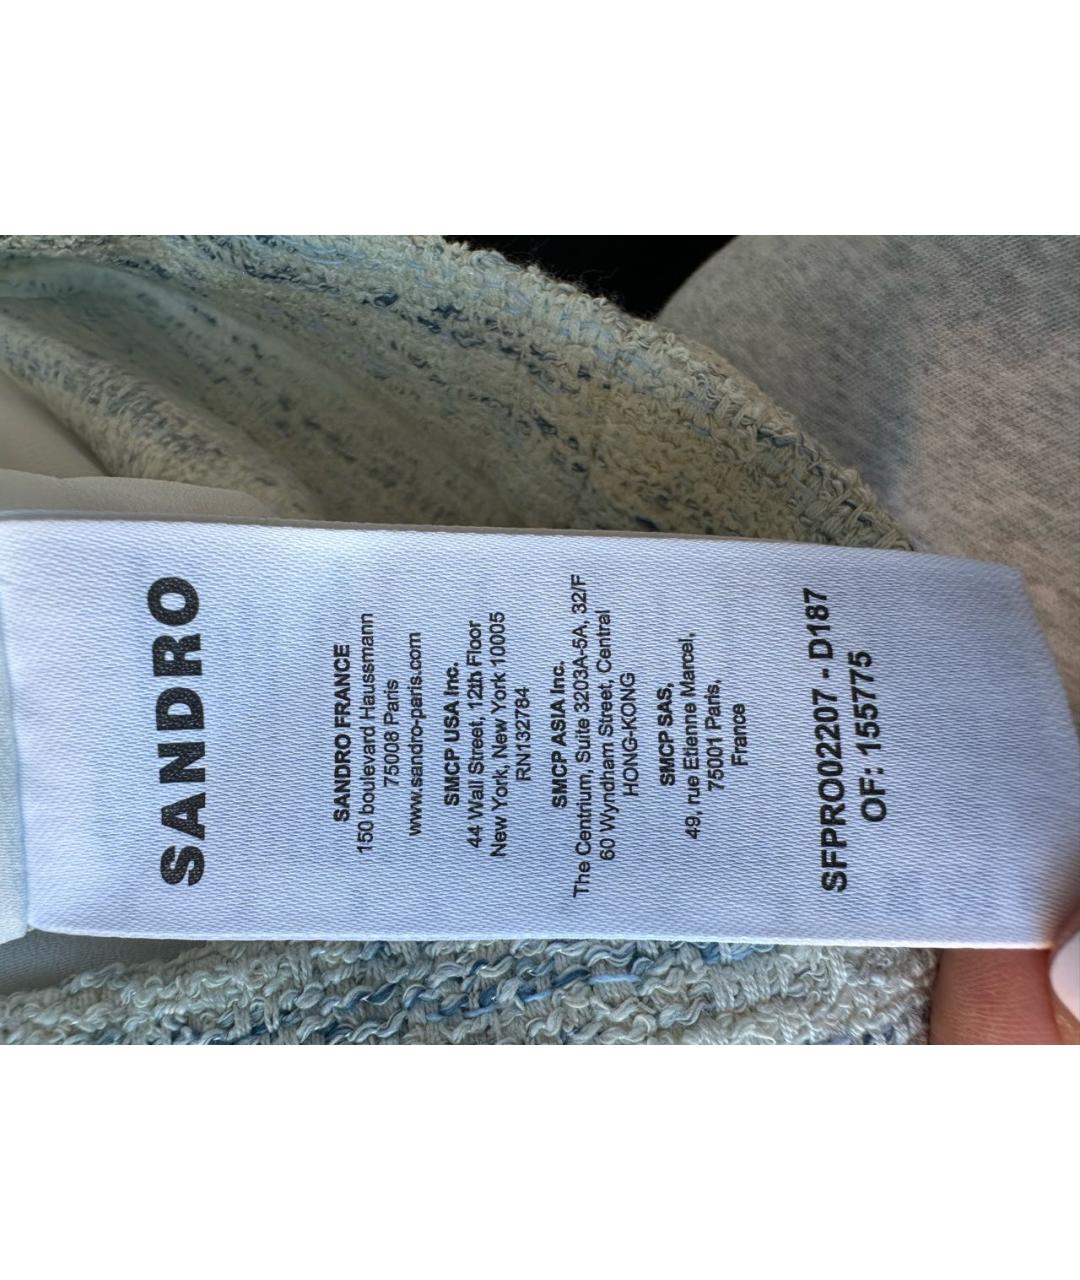 SANDRO
SANDRO FRANCE
150 boulevard Haussmann
75008 Paris
www.sandro-paris.com
SMCP USA Inc.
44 Wall Street, 12th Floor
New York, New York 10005
RN132784
SMCP ASIA Inc.
The Centrium, Suite 3203A-5A, 32/F
60 Wyndham Street, Central
HONG-KONG
SMCP SAS,
49, rue Etienne Marcel,
75001 Paris,
France
SFPRO02207 - D187
OF: 155775